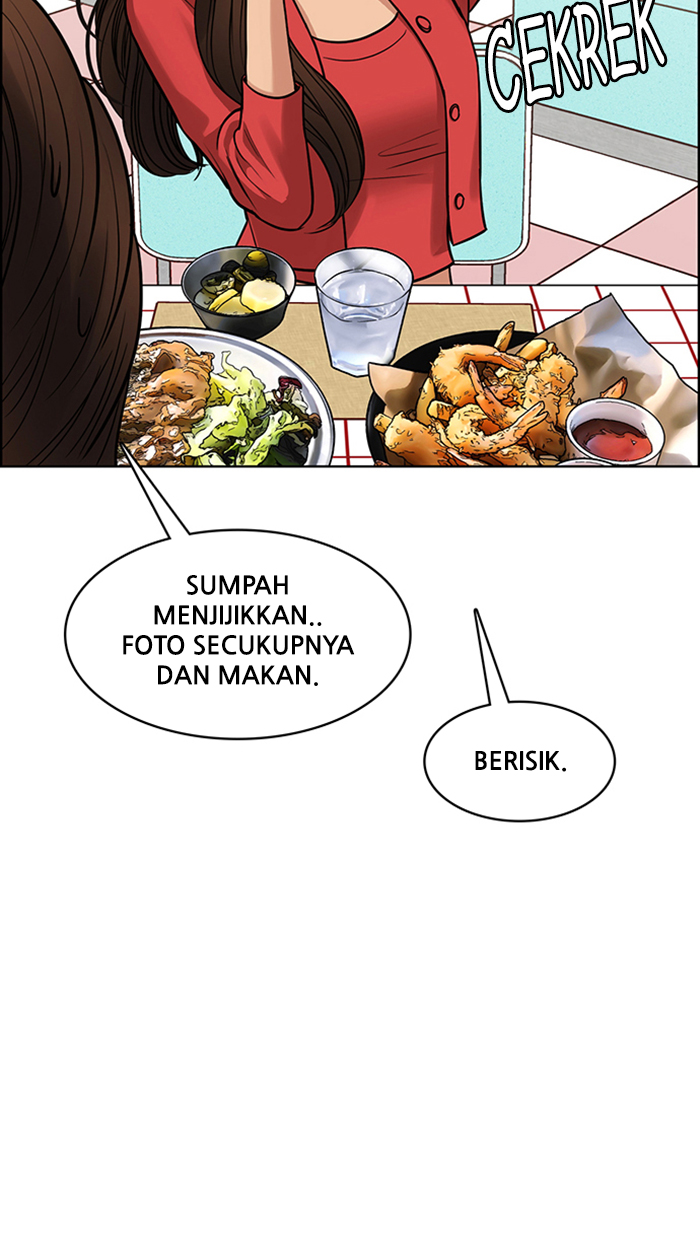 CEKREK
SUMPAH
MENJIJIKKAN..
FOTO SECUKUPNYA
DAN MAKAN.
BERISIK.